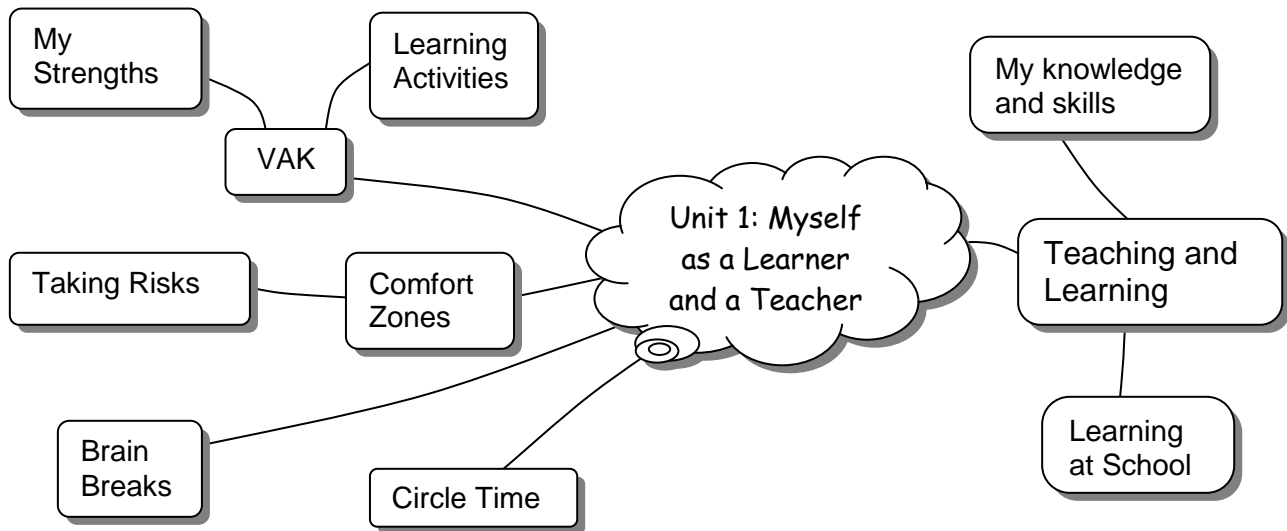 My
Strengths
Learning
Activities
My knowledge
and skills
VAK
Unit 1: Myself
as a Learner
and a Teacher
Teaching and
Learning
Taking Risks
Comfort
Zones
Brain
Breaks
Circle Time
Learning
at School